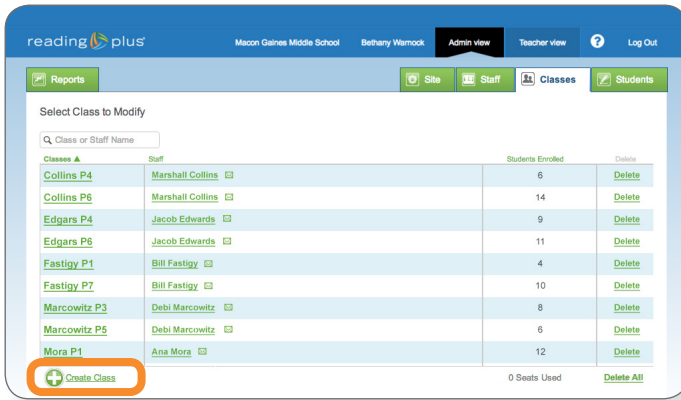 reading plus Macon Gaines Middle School Bethany Warnock Admin view Teacher view ? Log Out
Reports Site Staff Classes Students
Select Class to Modify
Class or Staff Name
Classes ▲ Staff Students Enrolled Delete
Collins P4 Marshall Collins 6 Delete
Collins P6 Marshall Collins 14 Delete
Edgars P4 Jacob Edwards 9 Delete
Edgars P6 Jacob Edwards 11 Delete
Fastigy P1 Bill Fastigy 4 Delete
Fastigy P7 Bill Fastigy 10 Delete
Marcowitz P3 Debi Marcowitz 8 Delete
Marcowitz P5 Debi Marcowitz 6 Delete
Mora P1 Ana Mora 12 Delete
Create Class 0 Seats Used Delete All